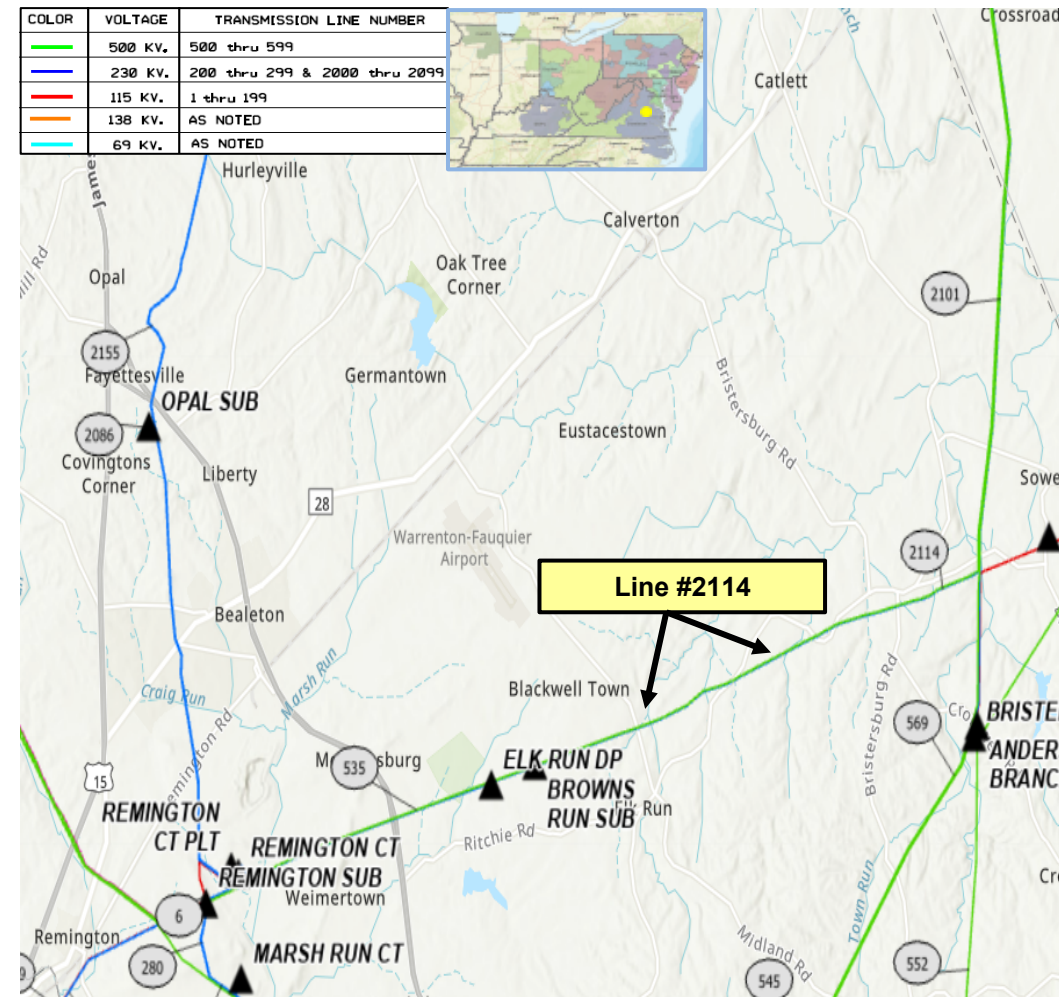 COLOR VOLTAGE TRANSMISSION LINE NUMBER
500 KV. 500 thru 599
230 KV. 200 thru 299 & 2000 thru 2099
115 KV. 1 thru 199
138 KV. AS NOTED
69 KV. AS NOTED
Crossroad
Catlett
Hurleyville
Calverton
Opal
Oak Tree
Corner
2101
2155
Fayettesville
Germantown
OPAL SUB
Bristersburg Rd
2086
Eustacestown
Covingtons
Corner
Liberty
28
Sowe
Warrenton-Fauquier
Airport
2114
Line #2114
Bealeton
Marsh Run
Craig Run
Blackwell Town
Bristersburg Rd
569
BRISTE
ANDER
BRANC
15
535
sburg
ELK RUN DP
BROWNS
RUN SUB
Run
Remington Rd
REMINGTON
CT PLT
REMINGTON CT
REMINGTON SUB
Weimertown
Ritchie Rd
6
Remington
280
MARSH RUN CT
Midland Rd
545
Town Run
552
Cr